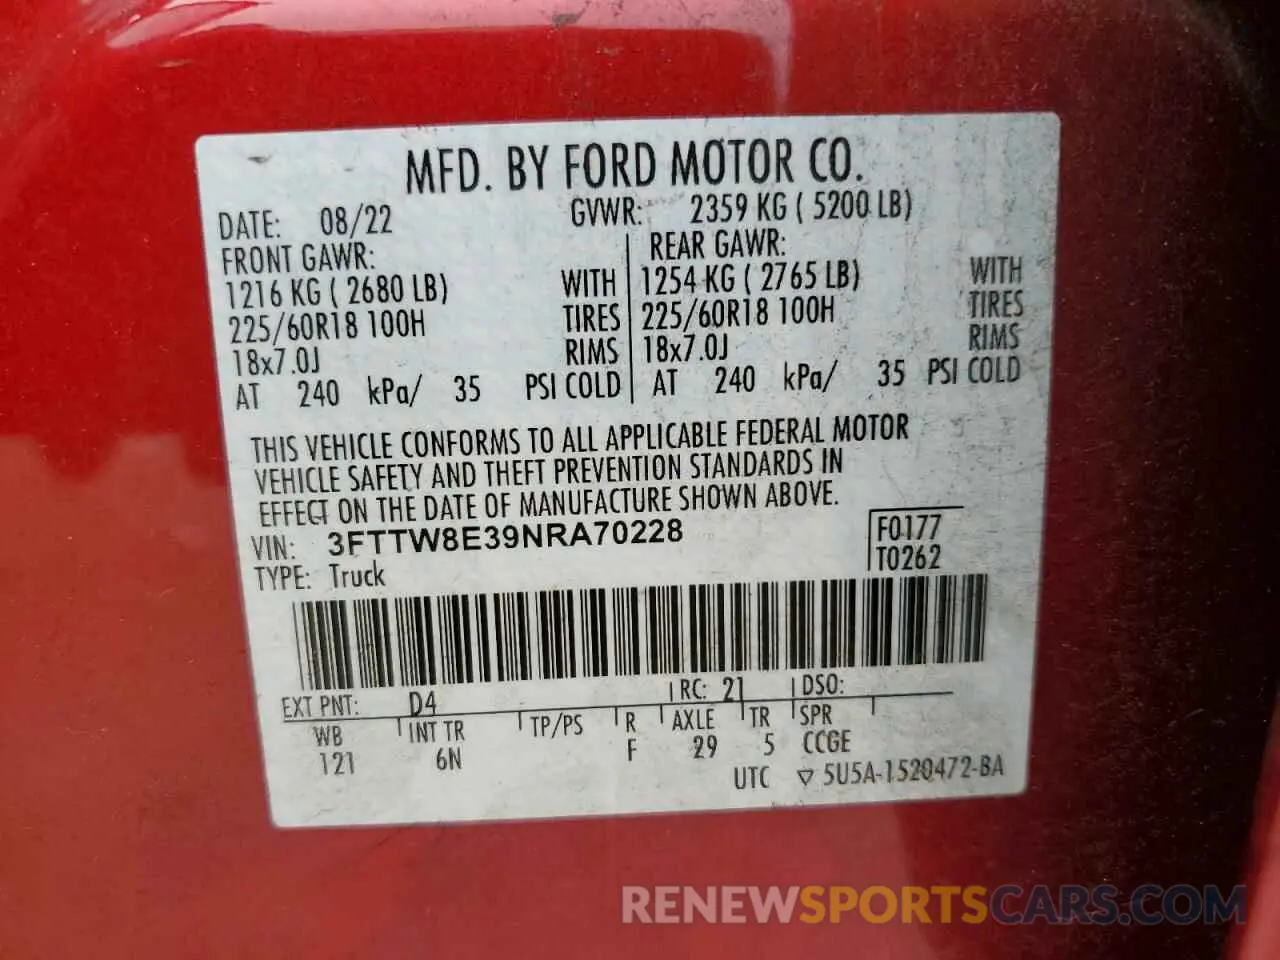 MFD. BY FORD MOTOR CO.
DATE: 08/22 GVWR: 2359 KG ( 5200 LB)
FRONT GAWR: REAR GAWR:
1216 KG ( 2680 LB) WITH 1254 KG ( 2765 LB) WITH
225/60R18 100H TIRES 225/60R18 100H TIRES
18x7.0J RIMS 18x7.0J RIMS
AT 240 kPa/ 35 PSI COLD AT 240 kPa/ 35 PSI COLD
THIS VEHICLE CONFORMS TO ALL APPLICABLE FEDERAL MOTOR
VEHICLE SAFETY AND THEFT PREVENTION STANDARDS IN
EFFECT ON THE DATE OF MANUFACTURE SHOWN ABOVE.
VIN: 3FTTW8E39NRA70228 F0177
TYPE: Truck T0262
EXT PNT: D4 RC: 21 DSO:
WB INT TR TP/PS R AXLE TR SPR
121 6N F 29 5 CCGE
UTC ▽ 5U5A-1520472-BA
RENEWSPORTSCARS.COM